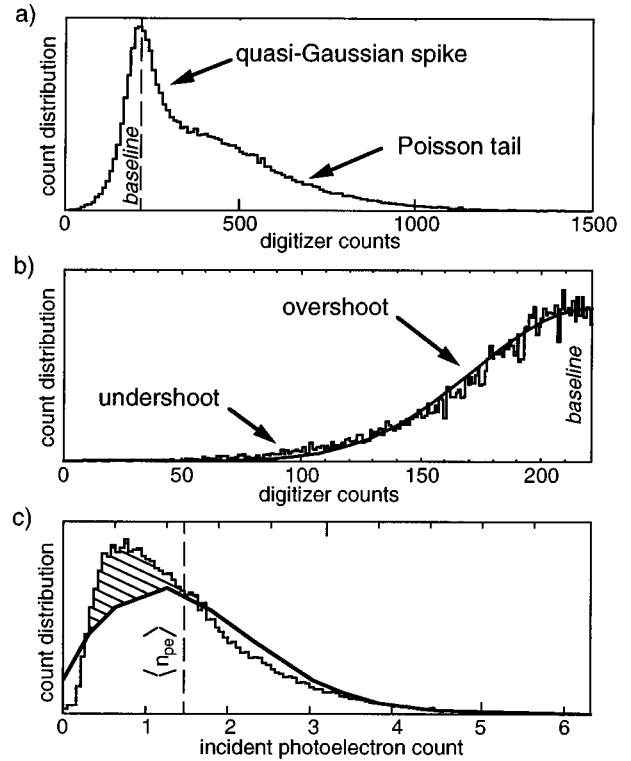 a)
count distribution
quasi-Gaussian spike
baseline
Poisson tail
0 500 1000 1500
digitizer counts
b)
count distribution
overshoot
undershoot
baseline
0 50 100 150 200
digitizer counts
c)
count distribution
⟨n_pe⟩
0 1 2 3 4 5 6
incident photoelectron count